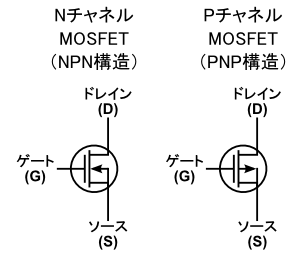 Nチャネル
MOSFET
（NPN構造）
ドレイン
(D)
ゲート
(G)
ソース
(S)
Pチャネル
MOSFET
（PNP構造）
ドレイン
(D)
ゲート
(G)
ソース
(S)